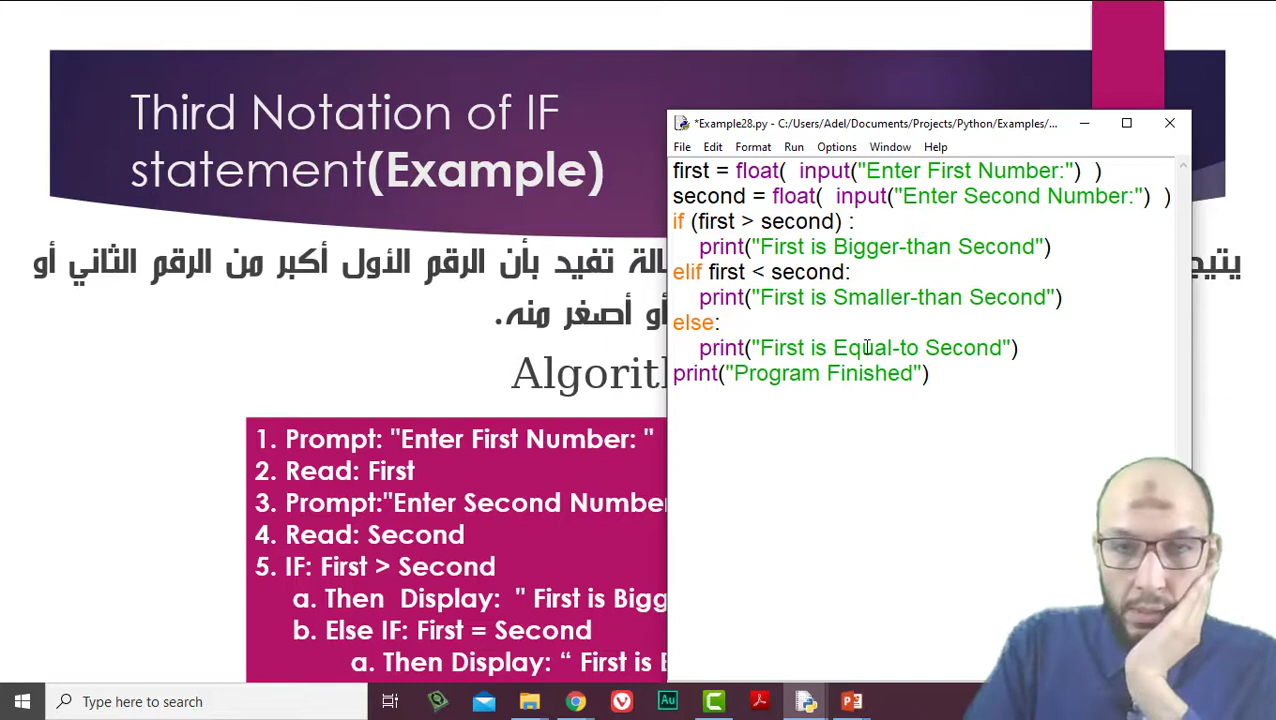 Third Notation of IF
statement(Example)
*Example28.py - C:/Users/Adel/Documents/Projects/Python/Examples/...
File Edit Format Run Options Window Help
first = float( input("Enter First Number:") )
second = float( input("Enter Second Number:") )
if (first > second) :
print("First is Bigger-than Second")
elif first < second:
print("First is Smaller-than Second")
else:
print("First is Equal-to Second")
print("Program Finished")
تفيد بأن الرقم الأول أكبر من الرقم الثاني أو
أو أصغر منه.
Algorith
1. Prompt: "Enter First Number: "
2. Read: First
3. Prompt:"Enter Second Number
4. Read: Second
5. IF: First > Second
a. Then Display: " First is Bigg
b. Else IF: First = Second
a. Then Display: “ First is E
Type here to search
Au